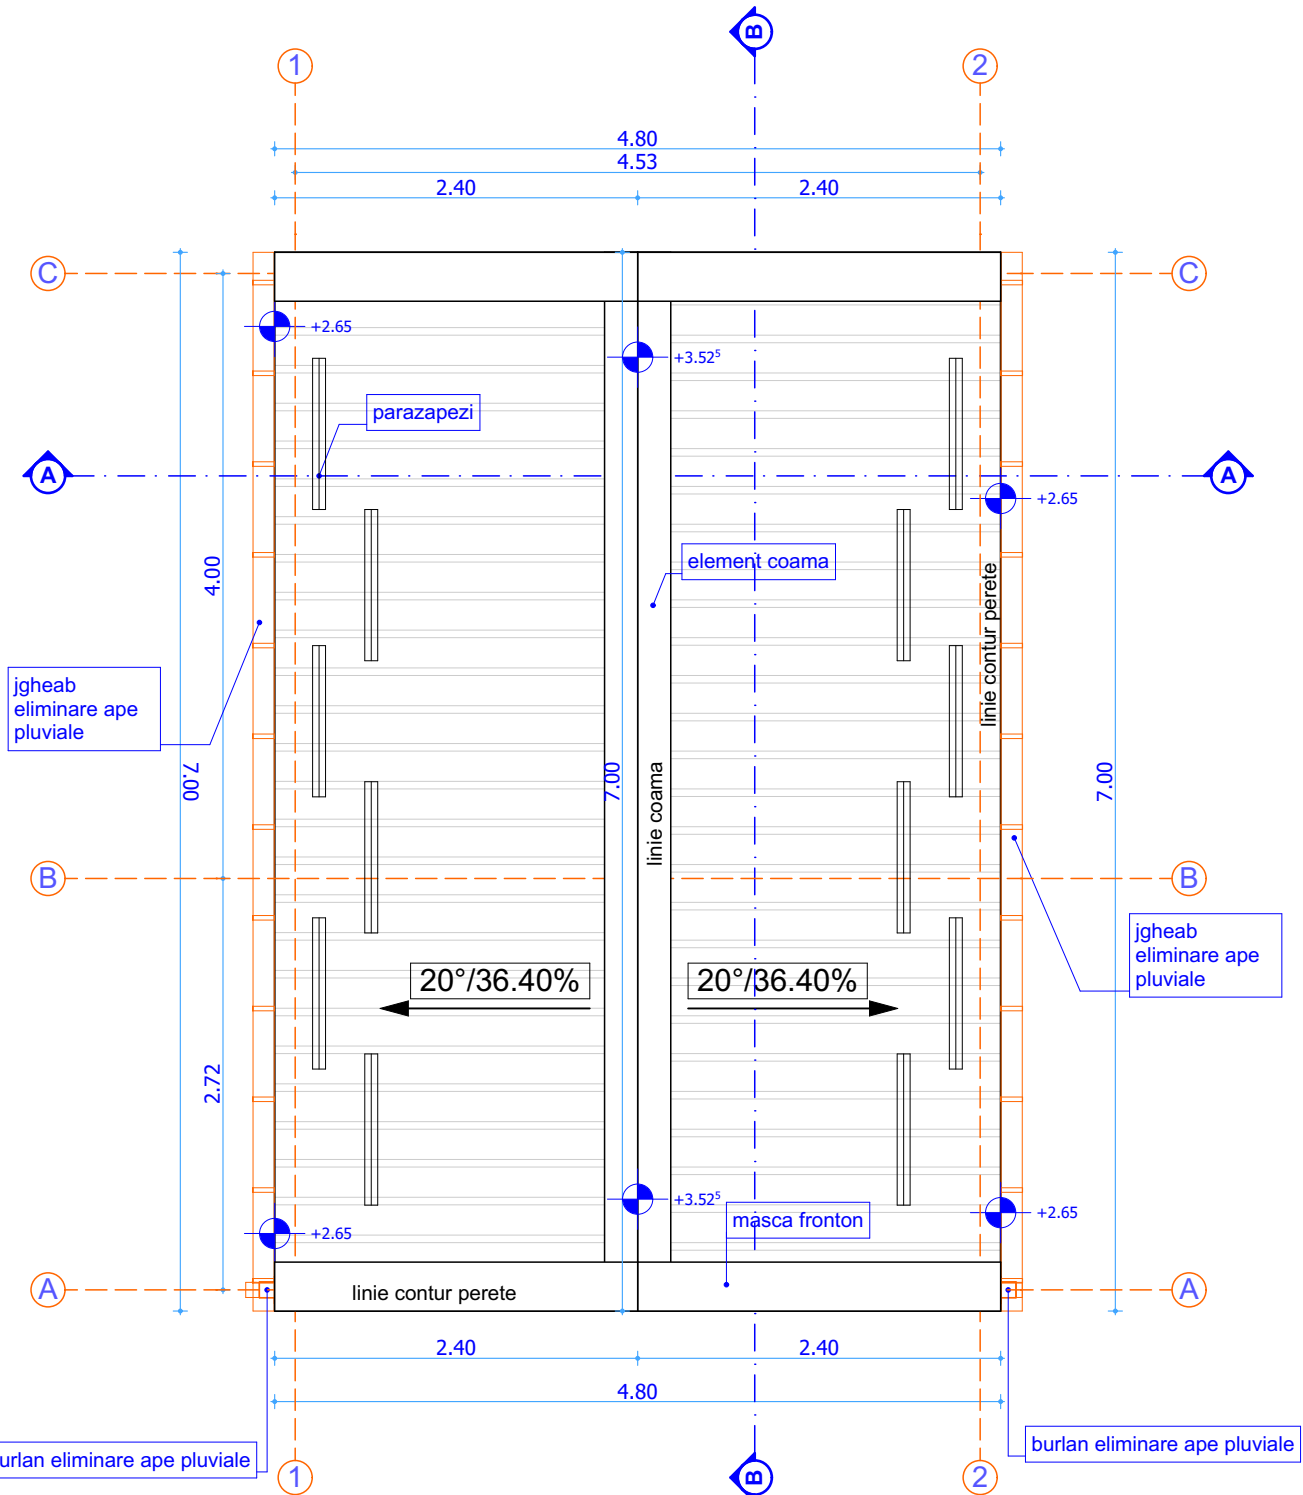 B
1
2
4.80
4.53
2.40
2.40
C
C
+2.65
+3.52⁵
parazapezi
A
A
+2.65
element coama
4.00
linie contur perete
jgheab
eliminare ape
pluviale
7.00
7.00
linie coama
7.00
B
B
jgheab
eliminare ape
pluviale
20°/36.40%
20°/36.40%
2.72
+3.52⁵
+2.65
masca fronton
+2.65
A
linie contur perete
A
2.40
2.40
4.80
burlan eliminare ape pluviale
eliminare ape pluviale
1
B
2